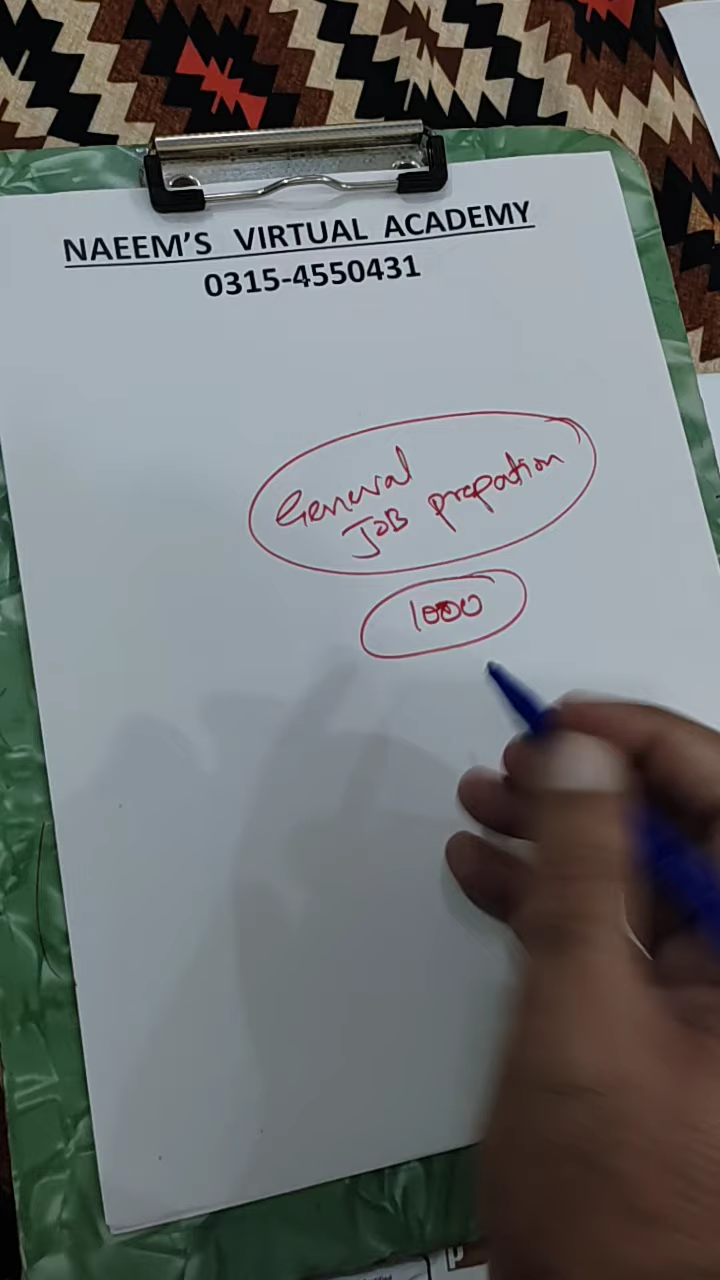 NAEEM'S VIRTUAL ACADEMY
0315-4550431
General
JOB prepation
1000